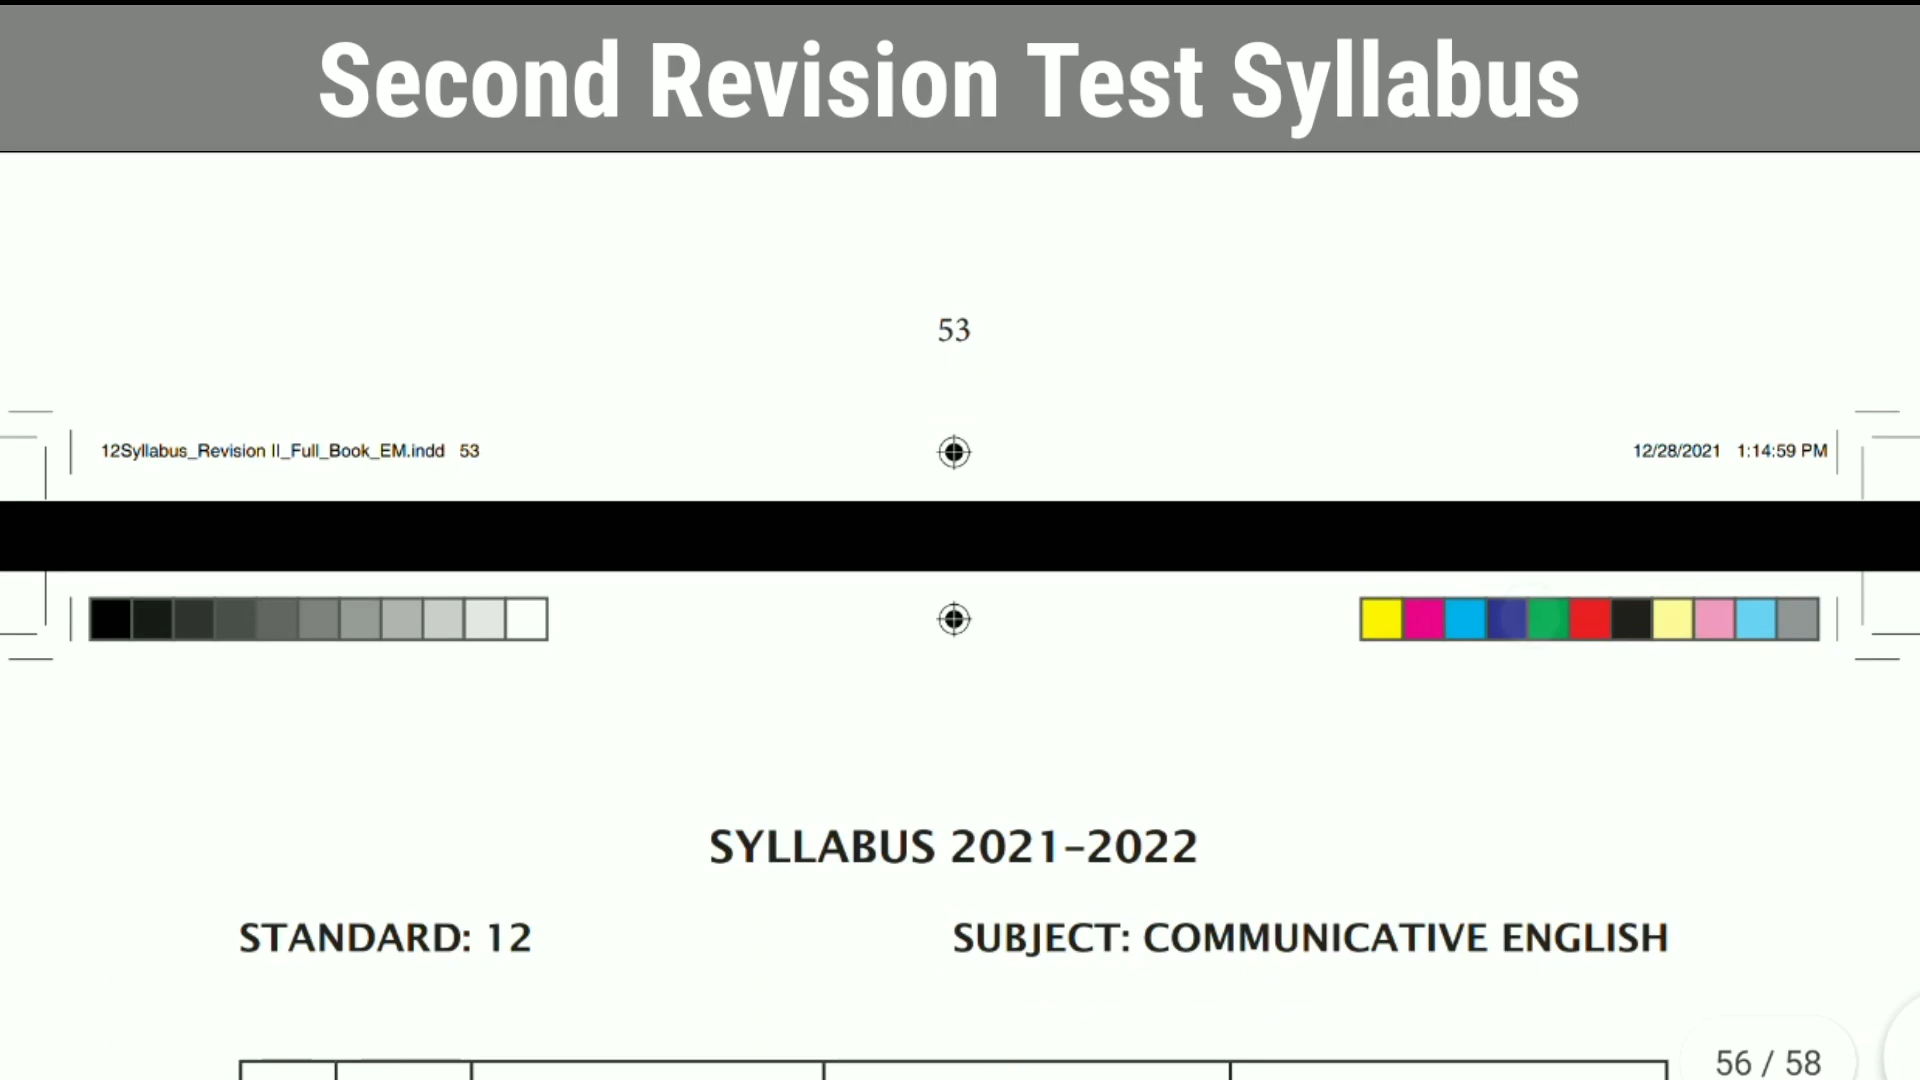 Second Revision Test Syllabus
53
12Syllabus_Revision II_Full_Book_EM.indd 53
12/28/2021 1:14:59 PM
SYLLABUS 2021–2022
STANDARD: 12
SUBJECT: COMMUNICATIVE ENGLISH
56 / 58